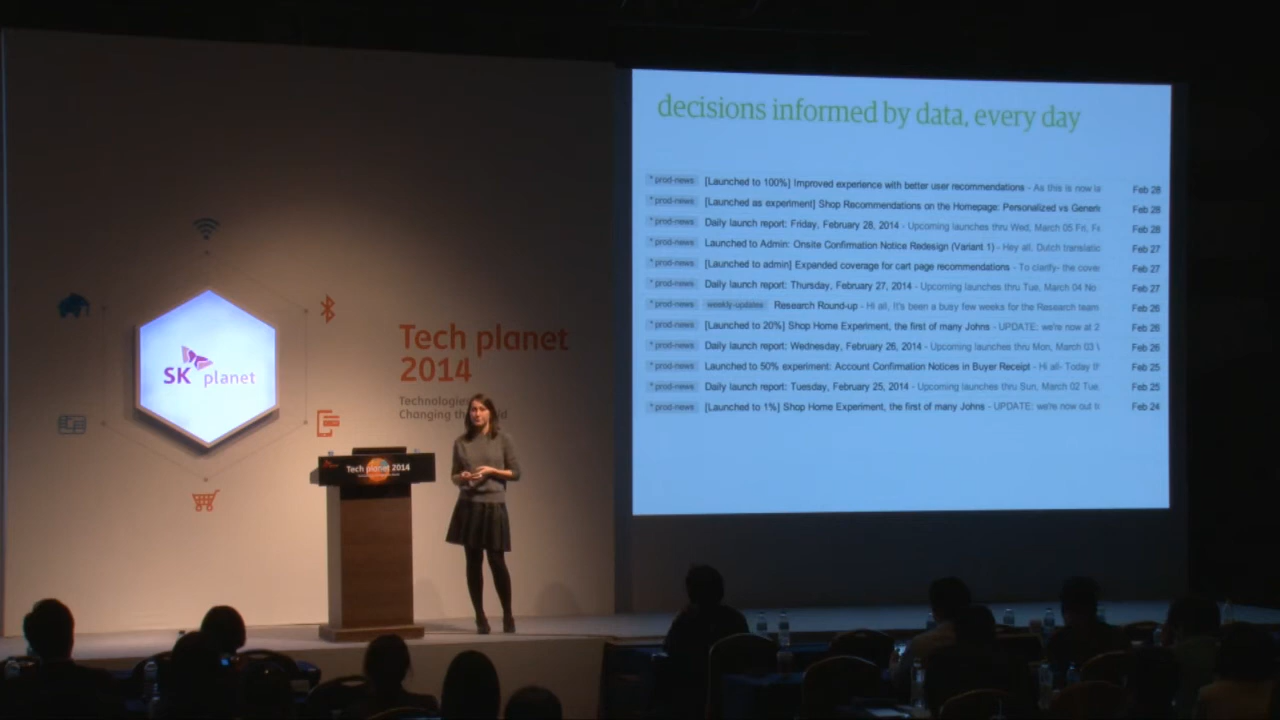 decisions informed by data, every day
* prod-news [Launched to 100%] Improved experience with better user recommendations - As this is now la Feb 28
* prod-news [Launched as experiment] Shop Recommendations on the Homepage: Personalized vs Generic Feb 28
* prod-news Daily launch report: Friday, February 28, 2014 - Upcoming launches thru Wed, March 05 Fri, Fe Feb 28
* prod-news Launched to Admin: Onsite Confirmation Notice Redesign (Variant 1) - Hey all, Dutch translatic Feb 27
* prod-news [Launched to admin] Expanded coverage for cart page recommendations - To clarify- the cover Feb 27
* prod-news Daily launch report: Thursday, February 27, 2014 - Upcoming launches thru Tue, March 04 No Feb 27
* prod-news weekly-updates Research Round-up - Hi all, It's been a busy few weeks for the Research team Feb 26
* prod-news [Launched to 20%] Shop Home Experiment, the first of many Johns - UPDATE: we're now at 2 Feb 26
* prod-news Daily launch report: Wednesday, February 26, 2014 - Upcoming launches thru Mon, March 03 Feb 26
* prod-news Launched to 50% experiment: Account Confirmation Notices in Buyer Receipt - Hi all- Today th Feb 25
* prod-news Daily launch report: Tuesday, February 25, 2014 - Upcoming launches thru Sun, March 02 Tue, Feb 25
* prod-news [Launched to 1%] Shop Home Experiment, the first of many Johns - UPDATE: we're now out to Feb 24
SK planet
Tech planet
2014
Technologies
Changing the
Tech planet 2014